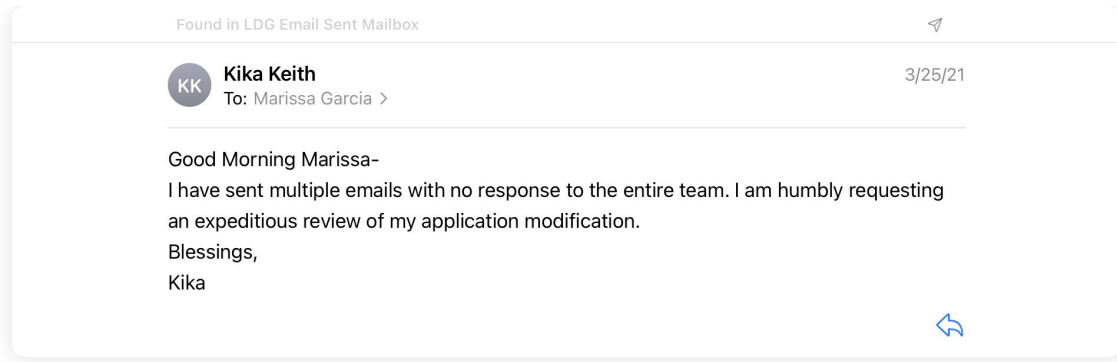 Found in LDG Email Sent Mailbox
KK
Kika Keith
3/25/21
To: Marissa Garcia >
Good Morning Marissa-
I have sent multiple emails with no response to the entire team. I am humbly requesting
an expeditious review of my application modification.
Blessings,
Kika